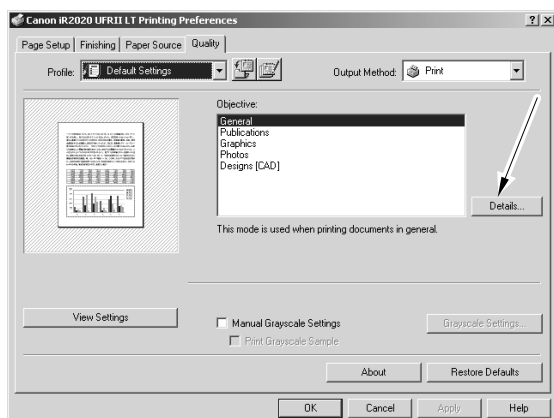 Canon iR2020 UFRII LT Printing Preferences
Page Setup Finishing Paper Source Quality
Profile: Default Settings
Output Method: Print
Objective:
General
Publications
Graphics
Photos
Designs [CAD]
Details...
This mode is used when printing documents in general.
View Settings
Manual Grayscale Settings
Grayscale Settings...
Print Grayscale Sample
About
Restore Defaults
OK Cancel Apply Help